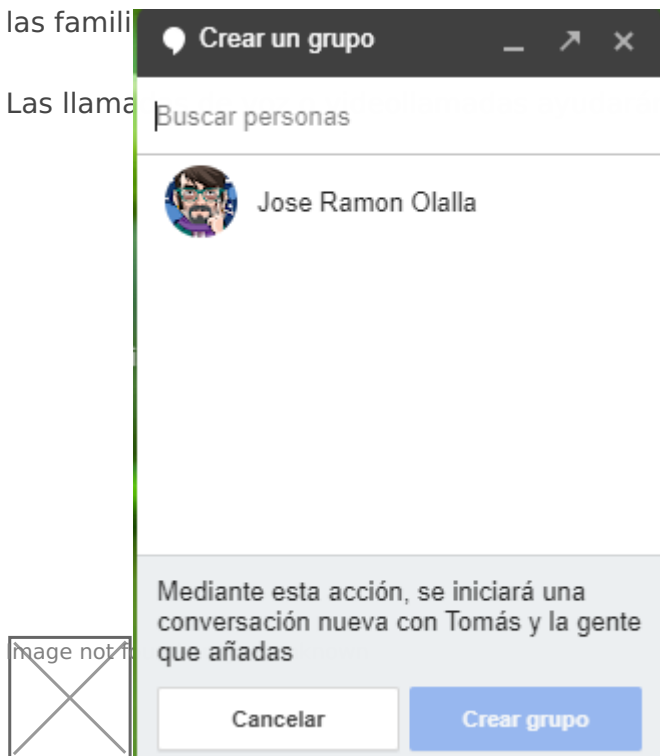 las famili
Crear un grupo
Las llama
Buscar personas
Jose Ramon Olalla
Mediante esta acción, se iniciará una
conversación nueva con Tomás y la gente
que añadas
Image not f
Cancelar
Crear grupo